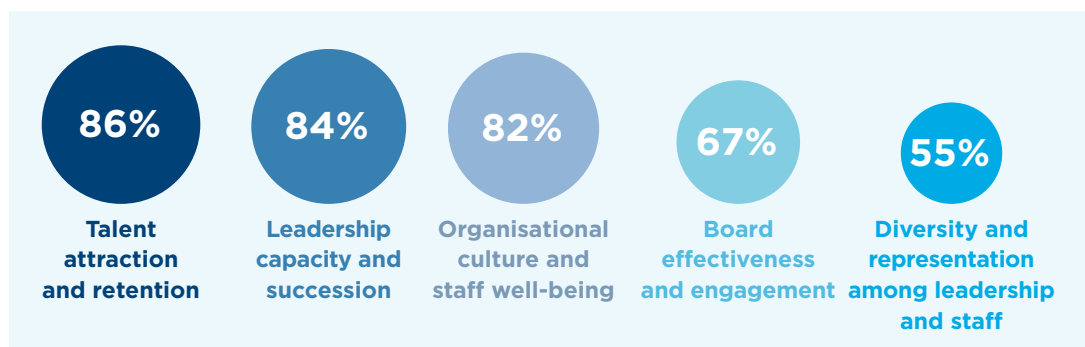 86%
Talent
attraction
and retention
84%
Leadership
capacity and
succession
82%
Organisational
culture and
staff well-being
67%
Board
effectiveness
and engagement
55%
Diversity and
representation
among leadership
and staff